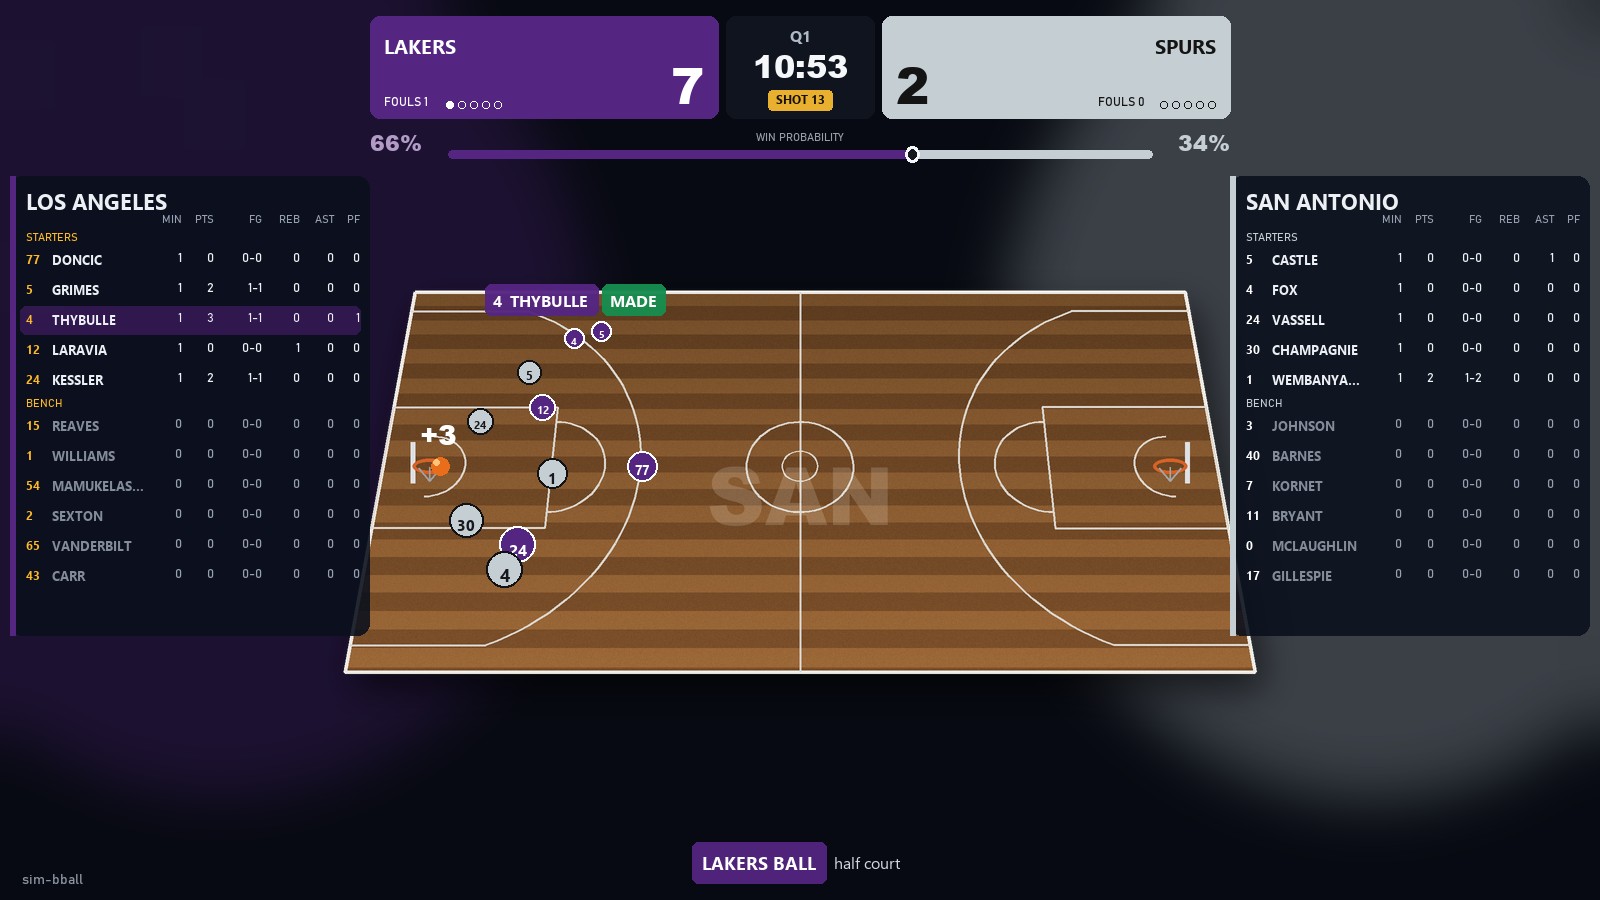 LAKERS
7
FOULS 1
Q1
10:53
SHOT 13
SPURS
2
FOULS 0
66%
WIN PROBABILITY
34%
LOS ANGELES
MIN PTS FG REB AST PF
STARTERS
77 DONCIC 1 0 0-0 0 0 0
5 GRIMES 1 2 1-1 0 0 0
4 THYBULLE 1 3 1-1 0 0 1
12 LARAVIA 1 0 0-0 1 0 0
24 KESSLER 1 2 1-1 0 0 0
BENCH
15 REAVES 0 0 0-0 0 0 0
1 WILLIAMS 0 0 0-0 0 0 0
54 MAMUKELAS... 0 0 0-0 0 0 0
2 SEXTON 0 0 0-0 0 0 0
65 VANDERBILT 0 0 0-0 0 0 0
43 CARR 0 0 0-0 0 0 0
4 THYBULLE MADE
4
5
5
12
24
+3
77
1
30
24
4
SAN
SAN ANTONIO
MIN PTS FG REB AST PF
STARTERS
5 CASTLE 1 0 0-0 0 1 0
4 FOX 1 0 0-0 0 0 0
24 VASSELL 1 0 0-0 0 0 0
30 CHAMPAGNIE 1 0 0-0 0 0 0
1 WEMBANYA... 1 2 1-2 0 0 0
BENCH
3 JOHNSON 0 0 0-0 0 0 0
40 BARNES 0 0 0-0 0 0 0
7 KORNET 0 0 0-0 0 0 0
11 BRYANT 0 0 0-0 0 0 0
0 MCLAUGHLIN 0 0 0-0 0 0 0
17 GILLESPIE 0 0 0-0 0 0 0
LAKERS BALL half court
sim-bball